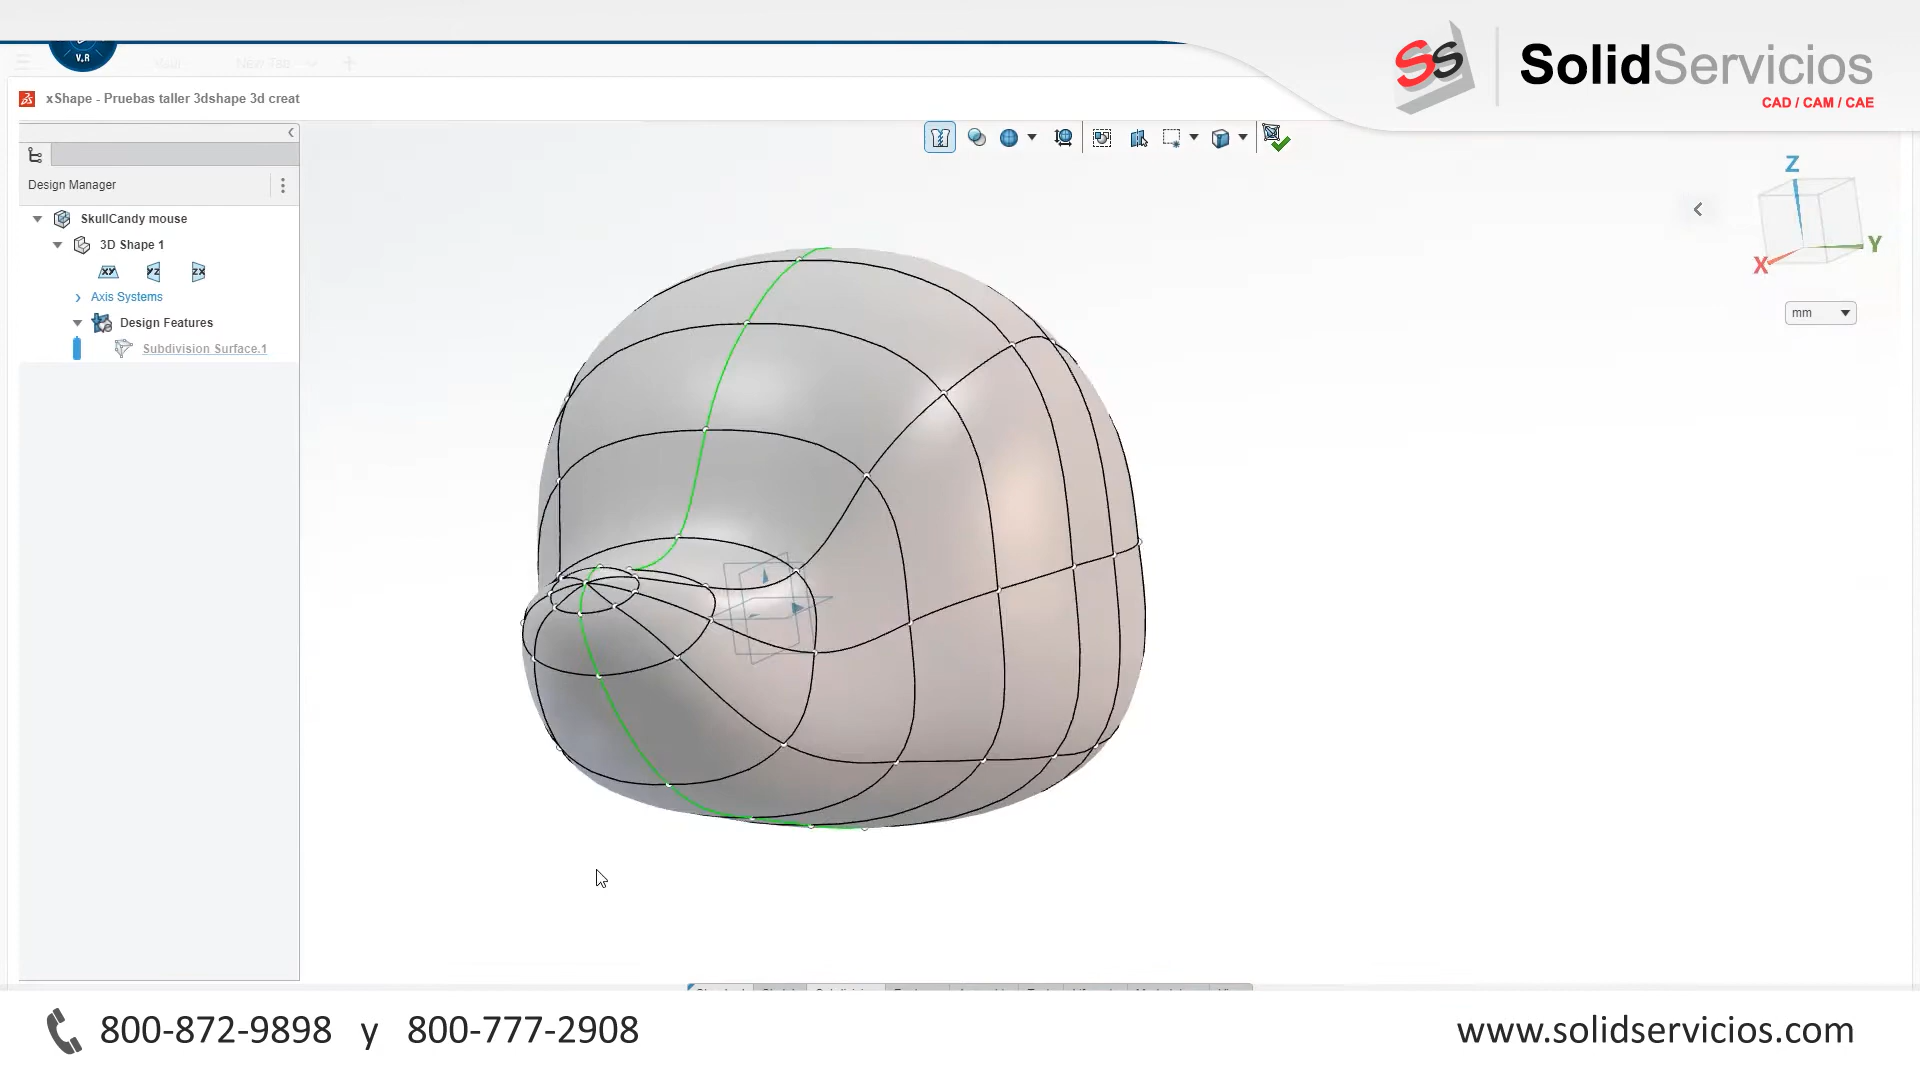 SS SolidServicios
CAD / CAM / CAE
V.R
New Tab
xShape - Pruebas taller 3dshape 3d creat
Design Manager
SkullCandy mouse
3D Shape 1
XY YZ ZX
Axis Systems
Design Features
Subdivision Surface.1
Z
Y
X
mm
800-872-9898 y 800-777-2908
www.solidservicios.com